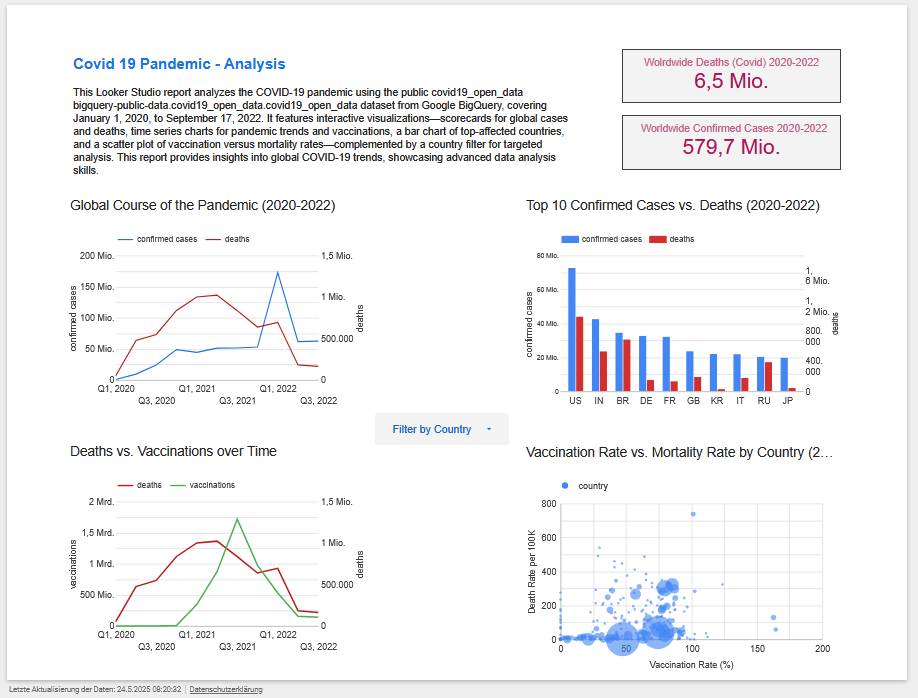 Covid 19 Pandemic - Analysis
This Looker Studio report analyzes the COVID-19 pandemic using the public covid19_open_data
bigquery-public-data.covid19_open_data.covid19_open_data dataset from Google BigQuery, covering
January 1, 2020, to September 17, 2022. It features interactive visualizations—scorecards for global cases
and deaths, time series charts for pandemic trends and vaccinations, a bar chart of top-affected countries,
and a scatter plot of vaccination versus mortality rates—complemented by a country filter for targeted
analysis. This report provides insights into global COVID-19 trends, showcasing advanced data analysis
skills.
Wolrdwide Deaths (Covid) 2020-2022
6,5 Mio.
Worldwide Confirmed Cases 2020-2022
579,7 Mio.
Global Course of the Pandemic (2020-2022)
confirmed cases deaths
200 Mio.
150 Mio.
100 Mio.
50 Mio.
0
confirmed cases
1,5 Mio.
1 Mio.
500.000
0
deaths
Q1, 2020 Q1, 2021 Q1, 2022
Q3, 2020 Q3, 2021 Q3, 2022
Top 10 Confirmed Cases vs. Deaths (2020-2022)
confirmed cases deaths
80 Mio.
60 Mio.
40 Mio.
20 Mio.
0
confirmed cases
1,
6 Mio.
1,
2 Mio.
800.
000
400.
000
0
deaths
US IN BR DE FR GB KR IT RU JP
Filter by Country
Deaths vs. Vaccinations over Time
deaths vaccinations
2 Mrd.
1,5 Mrd.
1 Mrd.
500 Mio.
0
vaccinations
1,5 Mio.
1 Mio.
500.000
0
deaths
Q1, 2020 Q1, 2021 Q1, 2022
Q3, 2020 Q3, 2021 Q3, 2022
Vaccination Rate vs. Mortality Rate by Country (2…
country
800
600
400
200
0
Death Rate per 100K
0 50 100 150 200
Vaccination Rate (%)
Letzte Aktualisierung der Daten: 24.5.2025 08:20:32 Datenschutzerklärung